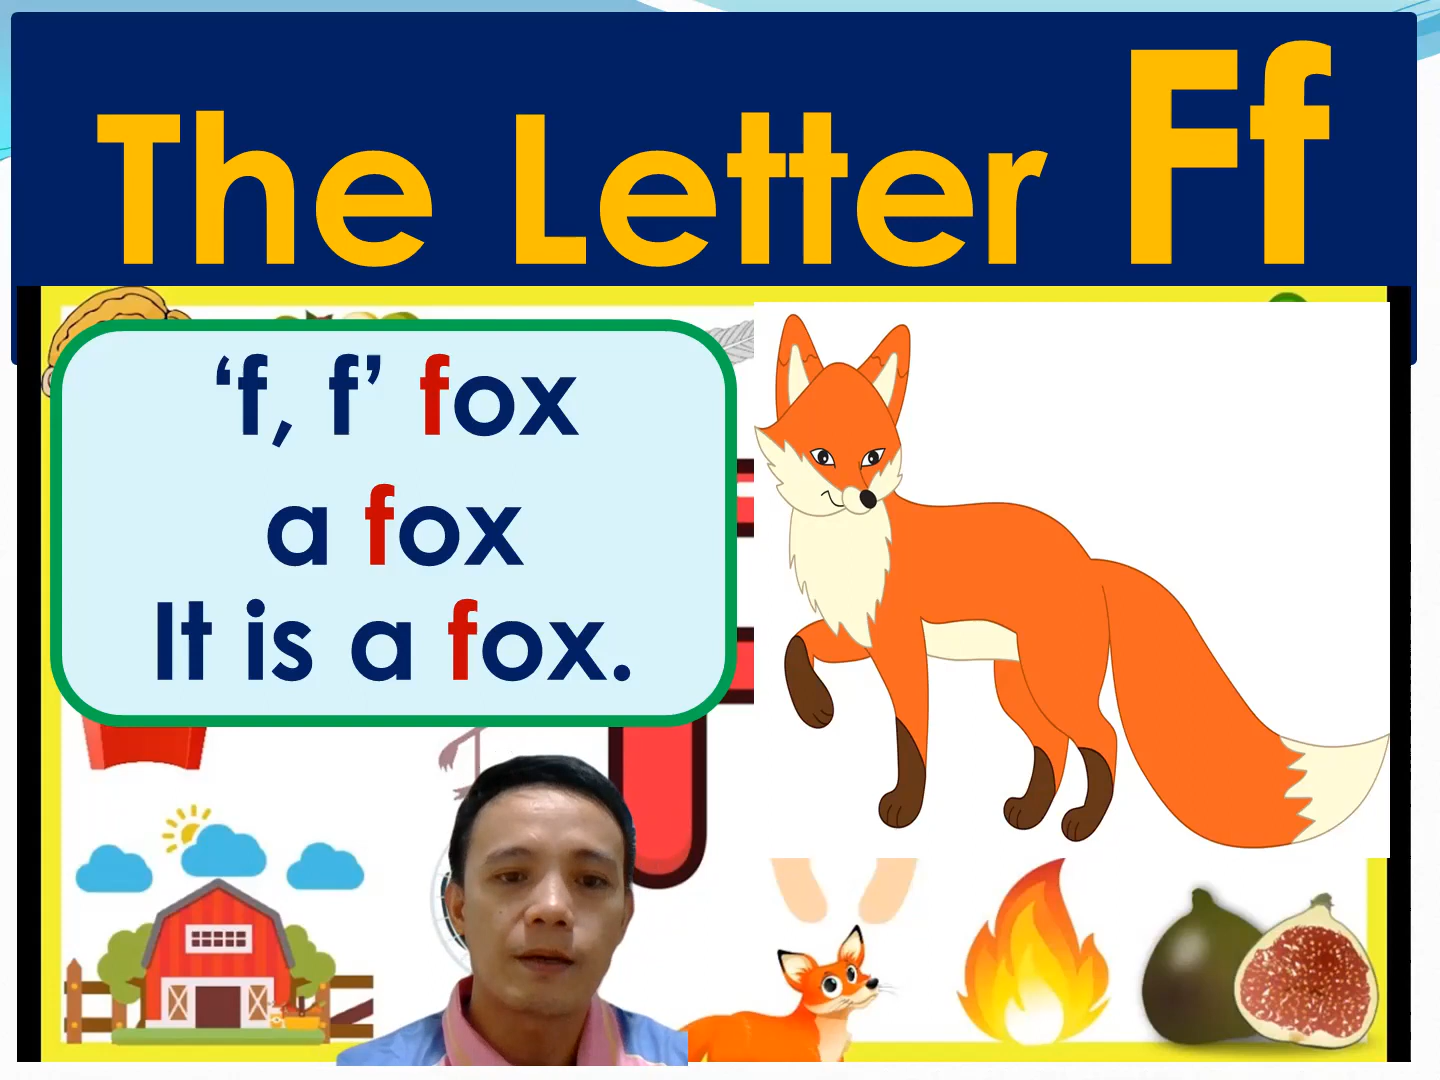 The Letter Ff
‘f, f’ fox
a fox
It is a fox.